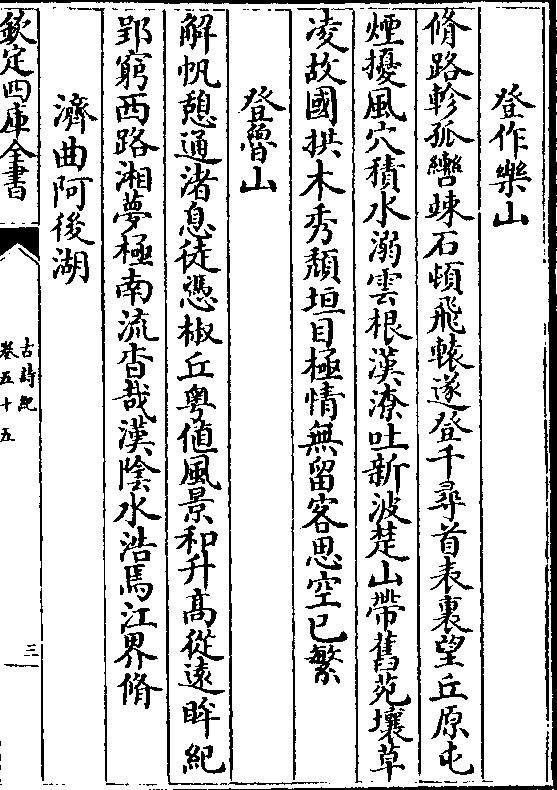 登作樂山
脩路軫孤轡竦石頓飛轅遂登千尋首表裏望丘原屯
煙擾風穴積水溺雲根漢潦吐新波楚山帶舊苑壤草
凌故國拱木秀頹垣目極情無留客思空已繁
登魯山
解帆憩通渚息徒憑椒丘粤値風景和升高從遠眸紀
郢窮西路湘夢極南流杳哉漢陰水浩焉江界脩
濟曲阿後湖
欽定四庫全書
古詩紀
卷五十五
三